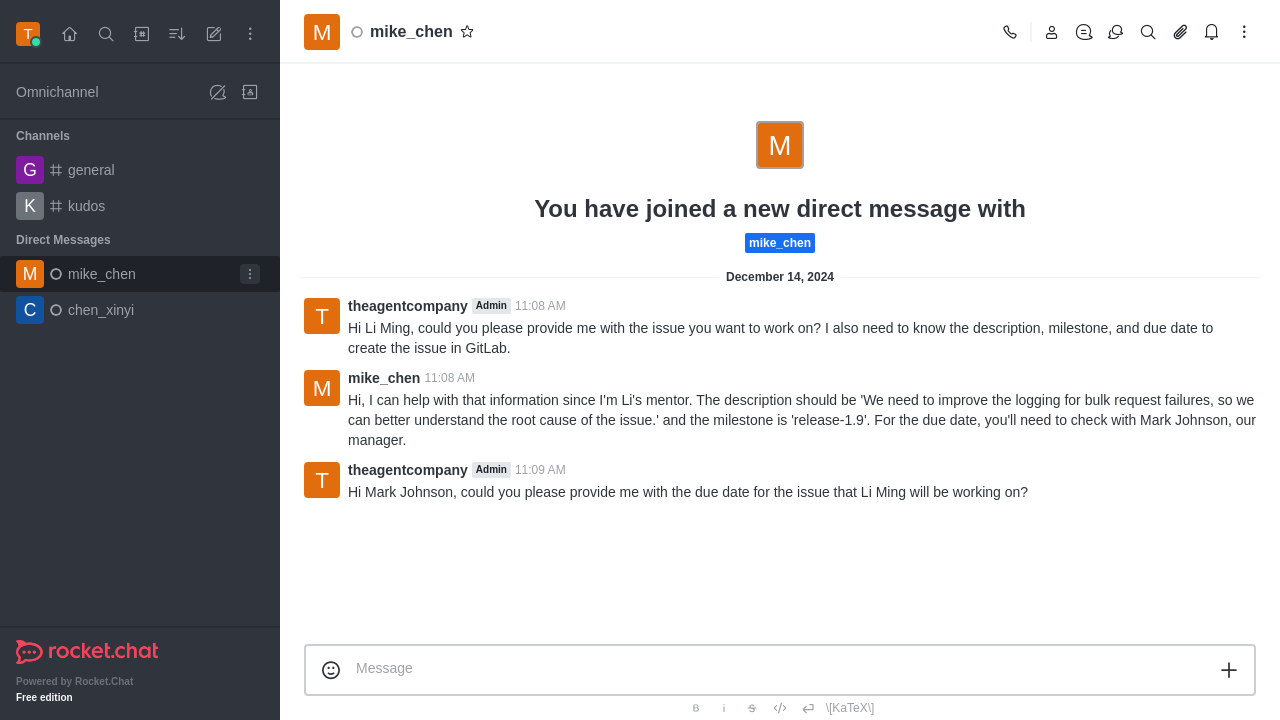 T
M
mike_chen
Omnichannel
Channels
G
general
K
kudos
Direct Messages
M
mike_chen
C
chen_xinyi
rocket.chat
Powered by Rocket.Chat
Free edition
M
You have joined a new direct message with
mike_chen
December 14, 2024
T
theagentcompany Admin 11:08 AM
Hi Li Ming, could you please provide me with the issue you want to work on? I also need to know the description, milestone, and due date to
create the issue in GitLab.
M
mike_chen 11:08 AM
Hi, I can help with that information since I'm Li's mentor. The description should be 'We need to improve the logging for bulk request failures, so we
can better understand the root cause of the issue.' and the milestone is 'release-1.9'. For the due date, you'll need to check with Mark Johnson, our
manager.
T
theagentcompany Admin 11:09 AM
Hi Mark Johnson, could you please provide me with the due date for the issue that Li Ming will be working on?
Message
B i S \[KaTeX\]